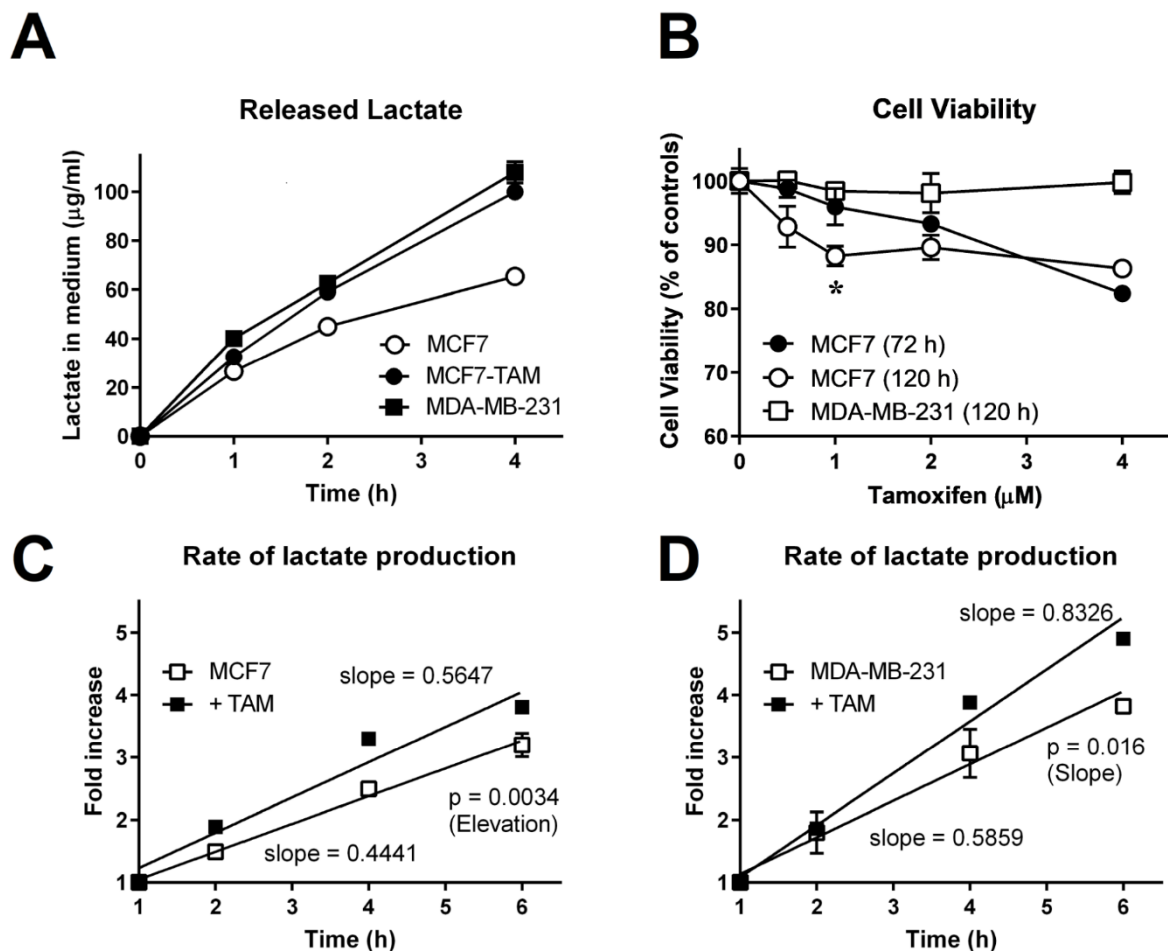 A
Released Lactate
Lactate in medium (μg/ml)
100
80
60
40
20
0
0
1
2
3
4
Time (h)
MCF7
MCF7-TAM
MDA-MB-231
B
Cell Viability
Cell Viability (% of controls)
100
90
80
70
60
*
MCF7 (72 h)
MCF7 (120 h)
MDA-MB-231 (120 h)
0
1
2
3
4
Tamoxifen (μM)
C
Rate of lactate production
Fold increase
5
4
3
2
1
MCF7
+ TAM
slope = 0.5647
p = 0.0034
(Elevation)
slope = 0.4441
1
2
3
4
5
6
Time (h)
D
Rate of lactate production
Fold increase
5
4
3
2
1
slope = 0.8326
MDA-MB-231
+ TAM
p = 0.016
(Slope)
slope = 0.5859
1
2
3
4
5
6
Time (h)